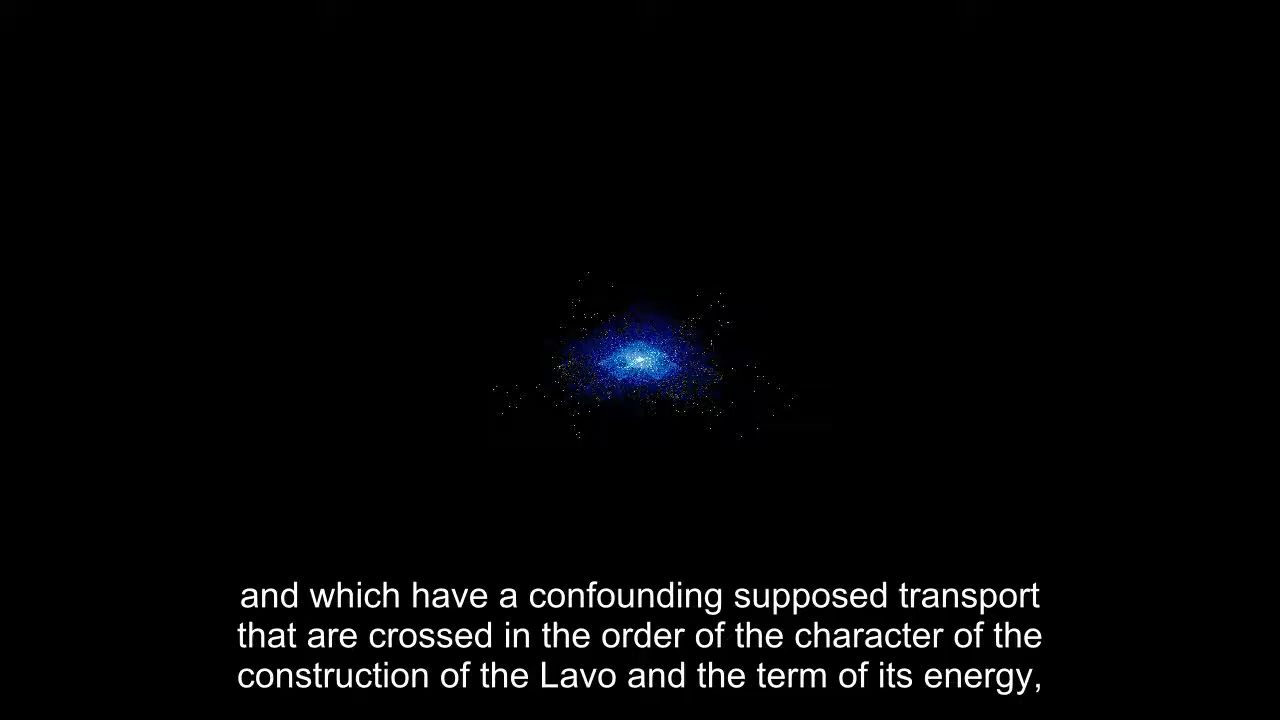 and which have a confounding supposed transport
that are crossed in the order of the character of the
construction of the Lavo and the term of its energy,